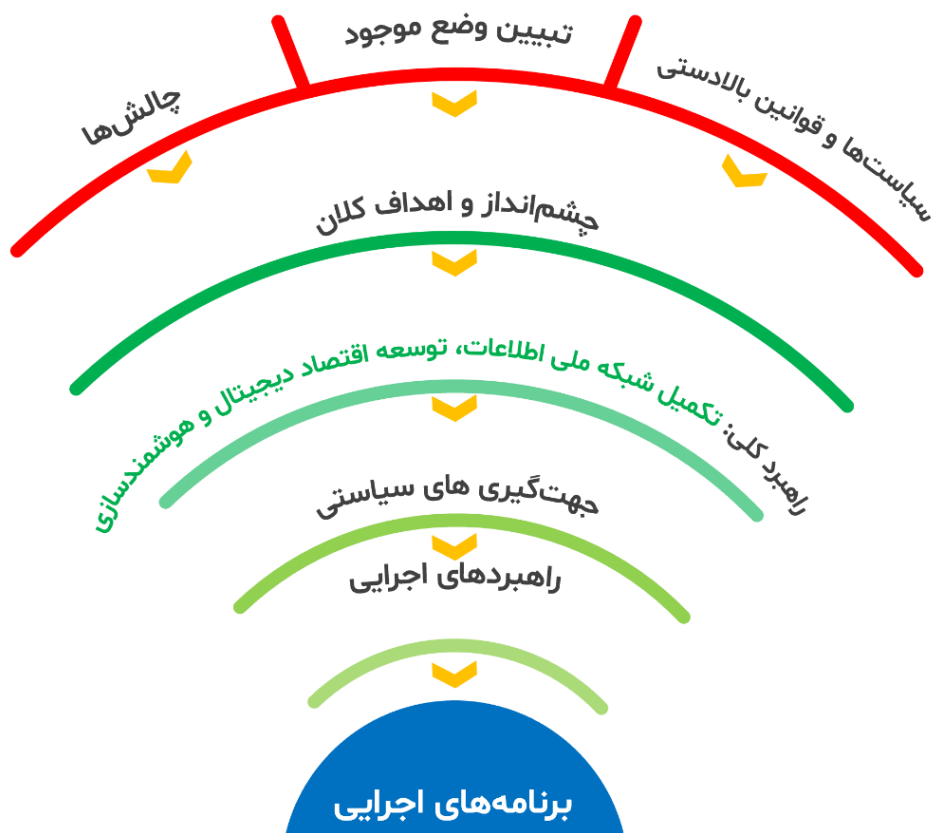 سیاست‌ها و قوانین بالادستی
تبیین وضع موجود
چالش‌ها
چشم‌انداز و اهداف کلان
راهبرد کلی: تکمیل شبکه ملی اطلاعات، توسعه اقتصاد دیجیتال و هوشمندسازی
جهت‌گیری های سیاستی
راهبردهای اجرایی
برنامه‌های اجرایی